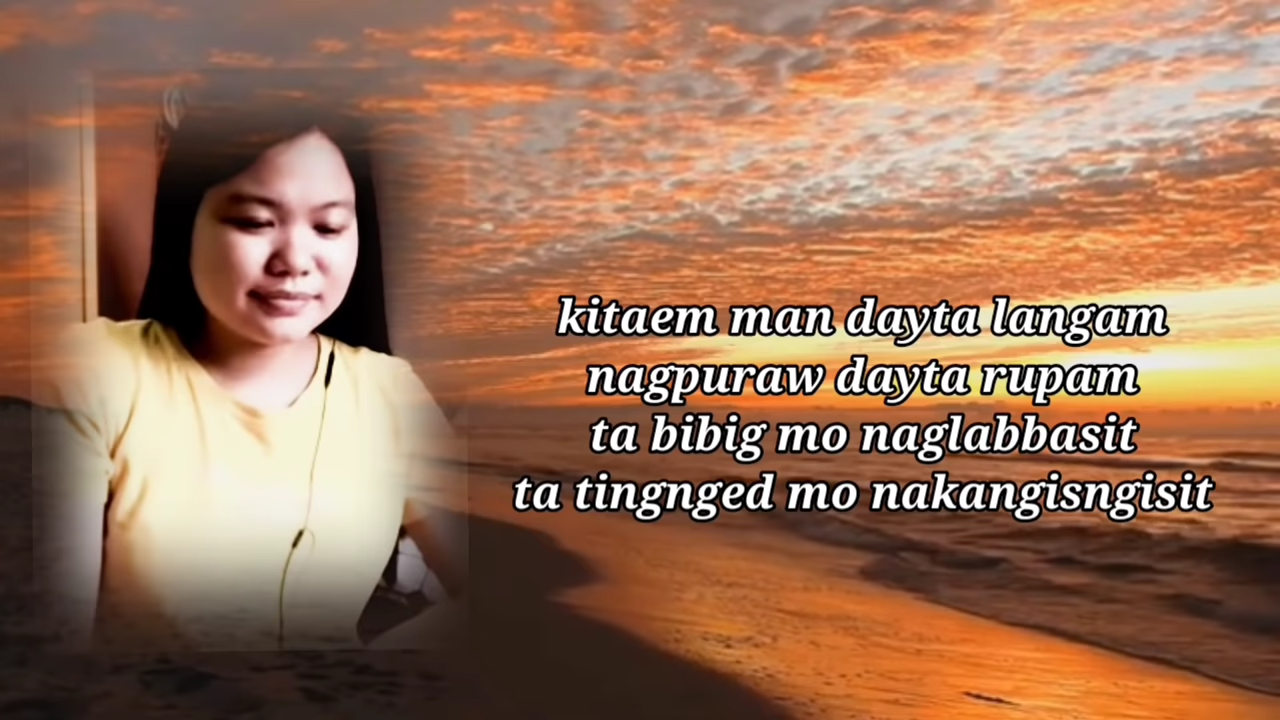 kitaem man dayta langam
nagpuraw dayta rupam
ta bibig mo naglabbasit
ta tingnged mo nakangisngisit